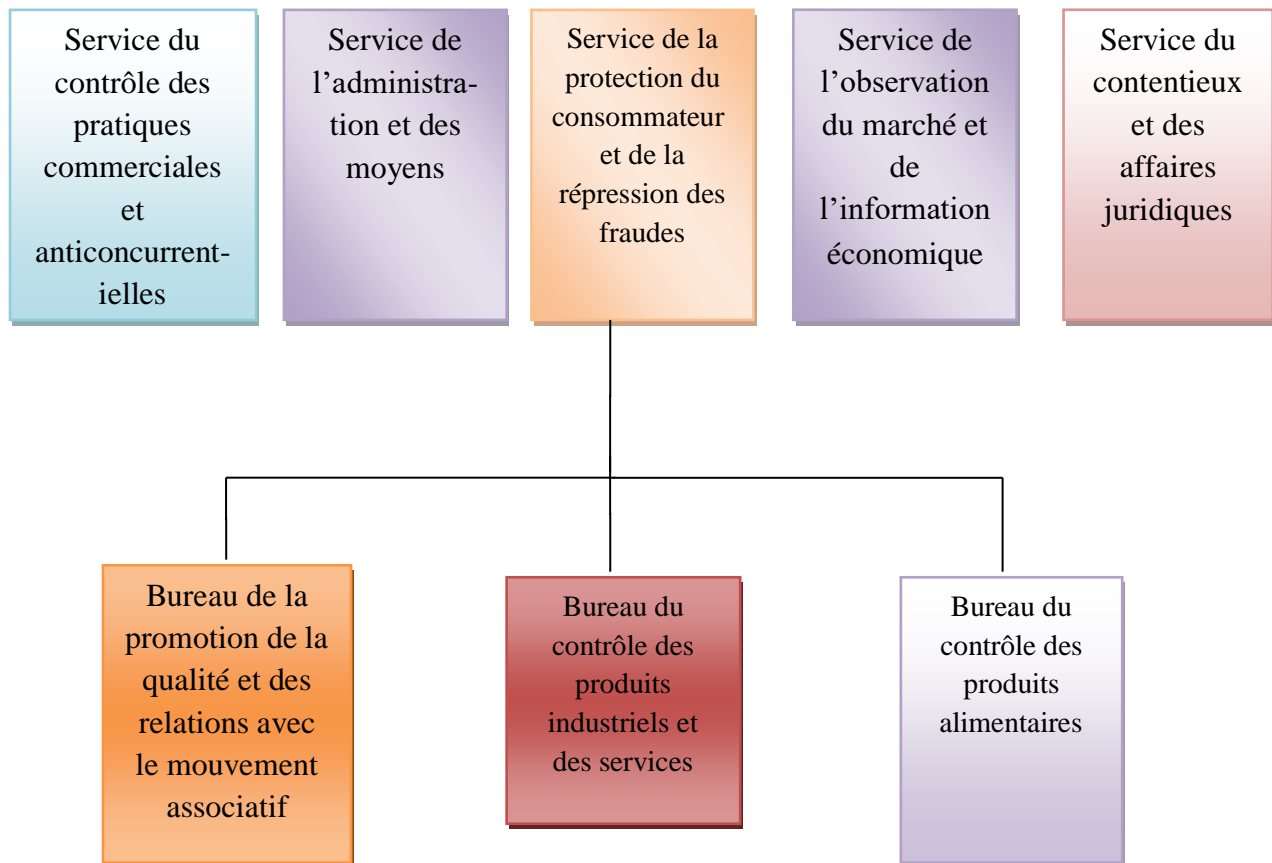 Service du
contrôle des
pratiques
commerciales
et
anticoncurrent-
ielles
Service de
l’administra-
tion et des
moyens
Service de la
protection du
consommateur
et de la
répression des
fraudes
Service de
l’observation
du marché et
de
l’information
économique
Service du
contentieux
et des
affaires
juridiques
Bureau de la
promotion de la
qualité et des
relations avec
le mouvement
associatif
Bureau du
contrôle des
produits
industriels et
des services
Bureau du
contrôle des
produits
alimentaires